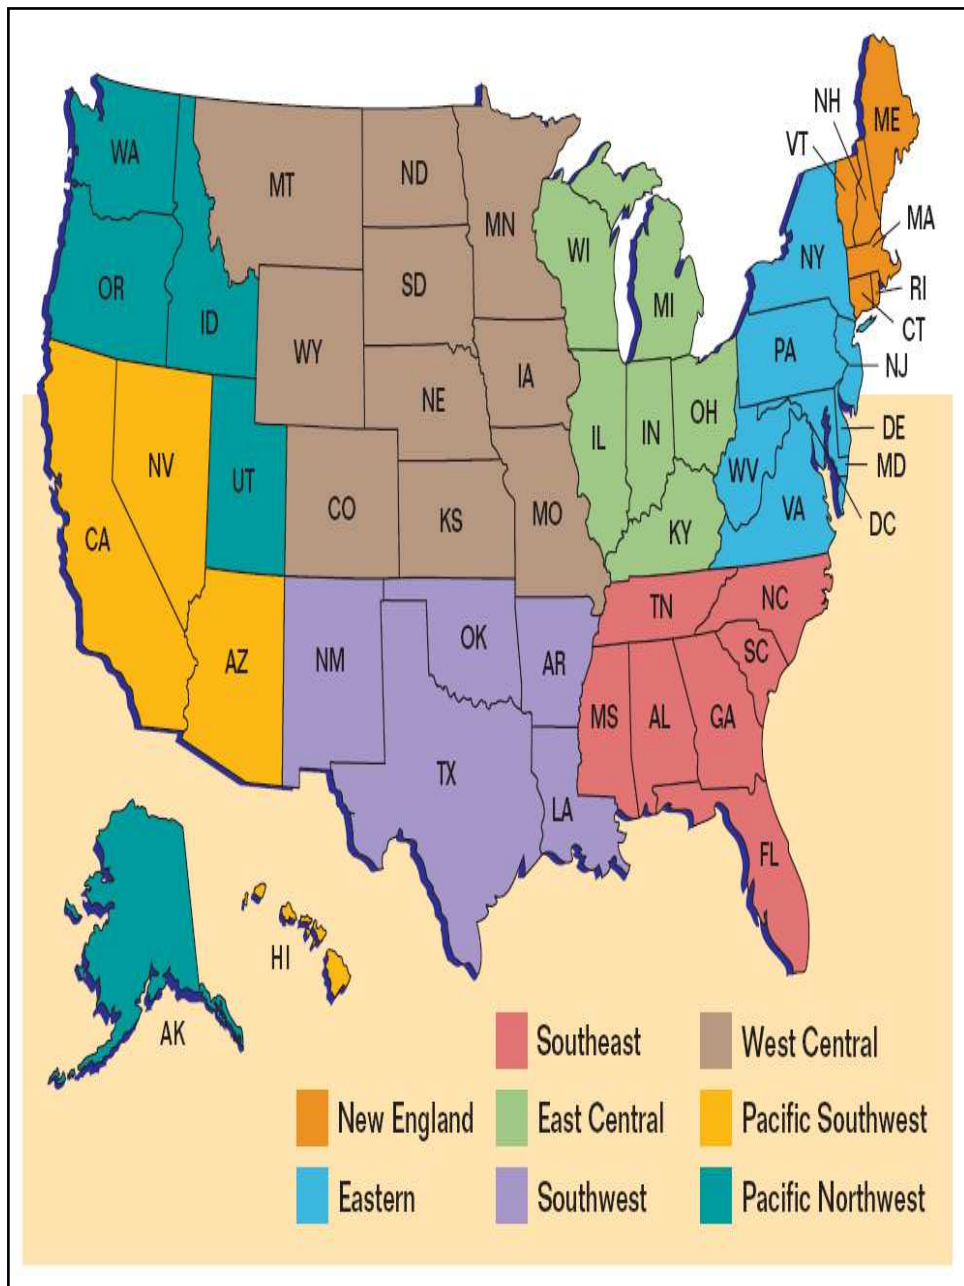 NH
ME
VT
WA
MT
ND
MN
MA
WI
NY
OR
SD
RI
ID
MI
CT
WY
IA
PA
NJ
NE
OH
DE
IL
IN
NV
MD
WV
UT
CO
KS
MO
VA
DC
CA
KY
TN
NC
OK
SC
NM
AZ
AR
MS
AL
GA
TX
LA
FL
HI
AK
Southeast
West Central
New England
East Central
Pacific Southwest
Eastern
Southwest
Pacific Northwest